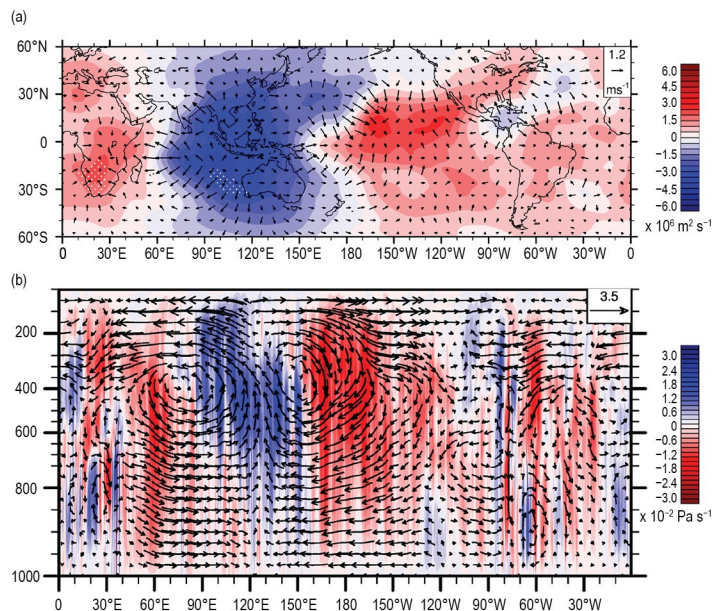 (a)
60°N
30°N
0
30°S
60°S
0 30°E 60°E 90°E 120°E 150°E 180 150°W 120°W 90°W 60°W 30°W 0
1.2
ms⁻¹
6.0
4.5
3.0
1.5
0
−1.5
−3.0
−4.5
−6.0
x 10⁶ m² s⁻¹
(b)
200
400
600
800
1000
0 30°E 60°E 90°E 120°E 150°E 180 150°W 120°W 90°W 60°W 30°W
3.5
3.0
2.4
1.8
1.2
0.6
0
−0.6
−1.2
−1.8
−2.4
−3.0
x 10⁻² Pa s⁻¹